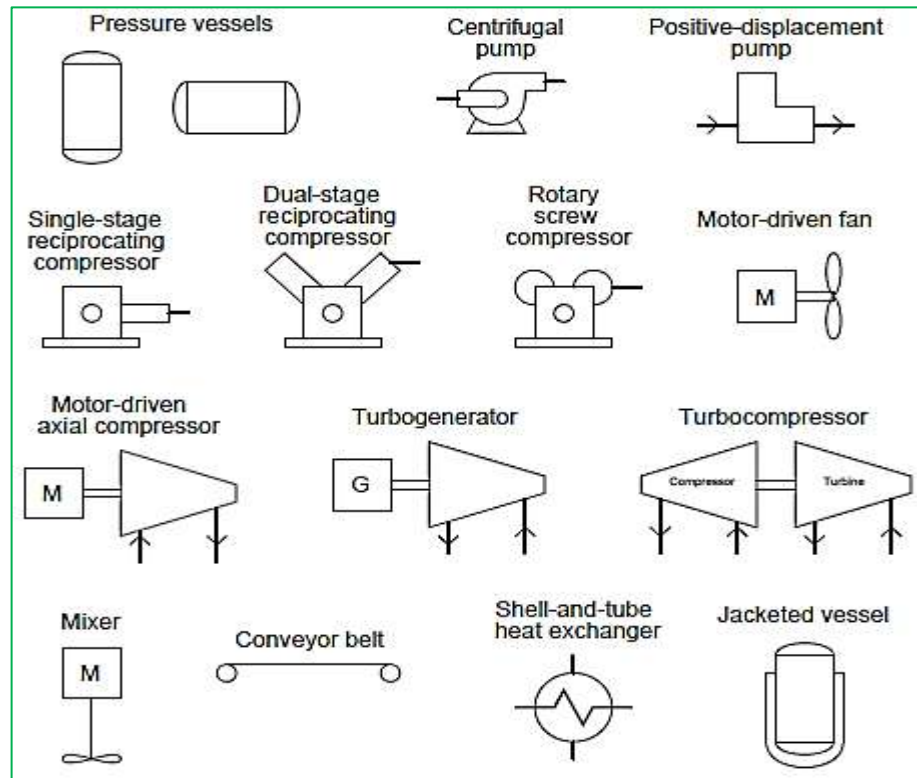 Pressure vessels
Centrifugal
pump
Positive-displacement
pump
Single-stage
reciprocating
compressor
Dual-stage
reciprocating
compressor
Rotary
screw
compressor
Motor-driven fan
M
Motor-driven
axial compressor
M
Turbogenerator
G
Turbocompressor
Compressor
Turbine
Mixer
M
Conveyor belt
Shell-and-tube
heat exchanger
Jacketed vessel